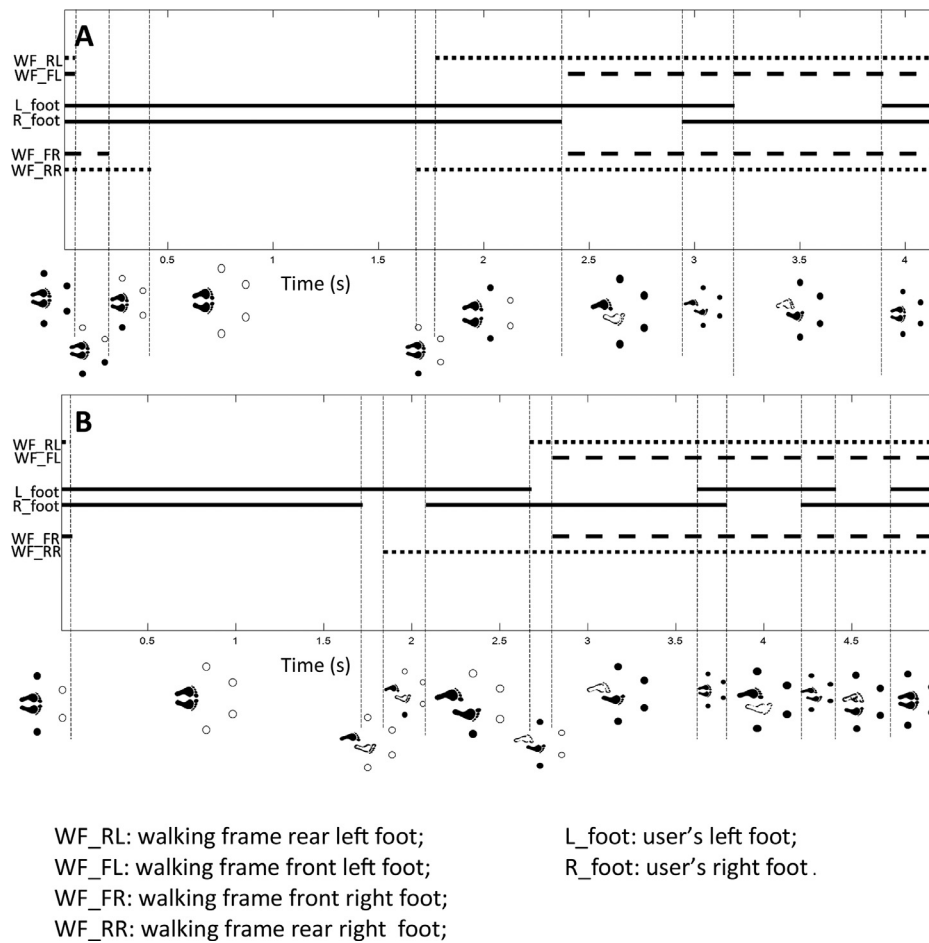 A
WF_RL
WF_FL
L_foot
R_foot
WF_FR
WF_RR
0.5 1 1.5 2 2.5 3 3.5 4
Time (s)
B
WF_RL
WF_FL
L_foot
R_foot
WF_FR
WF_RR
0.5 1 1.5 2 2.5 3 3.5 4 4.5
Time (s)
WF_RL: walking frame rear left foot;
WF_FL: walking frame front left foot;
WF_FR: walking frame front right foot;
WF_RR: walking frame rear right foot;
L_foot: user's left foot;
R_foot: user's right foot.